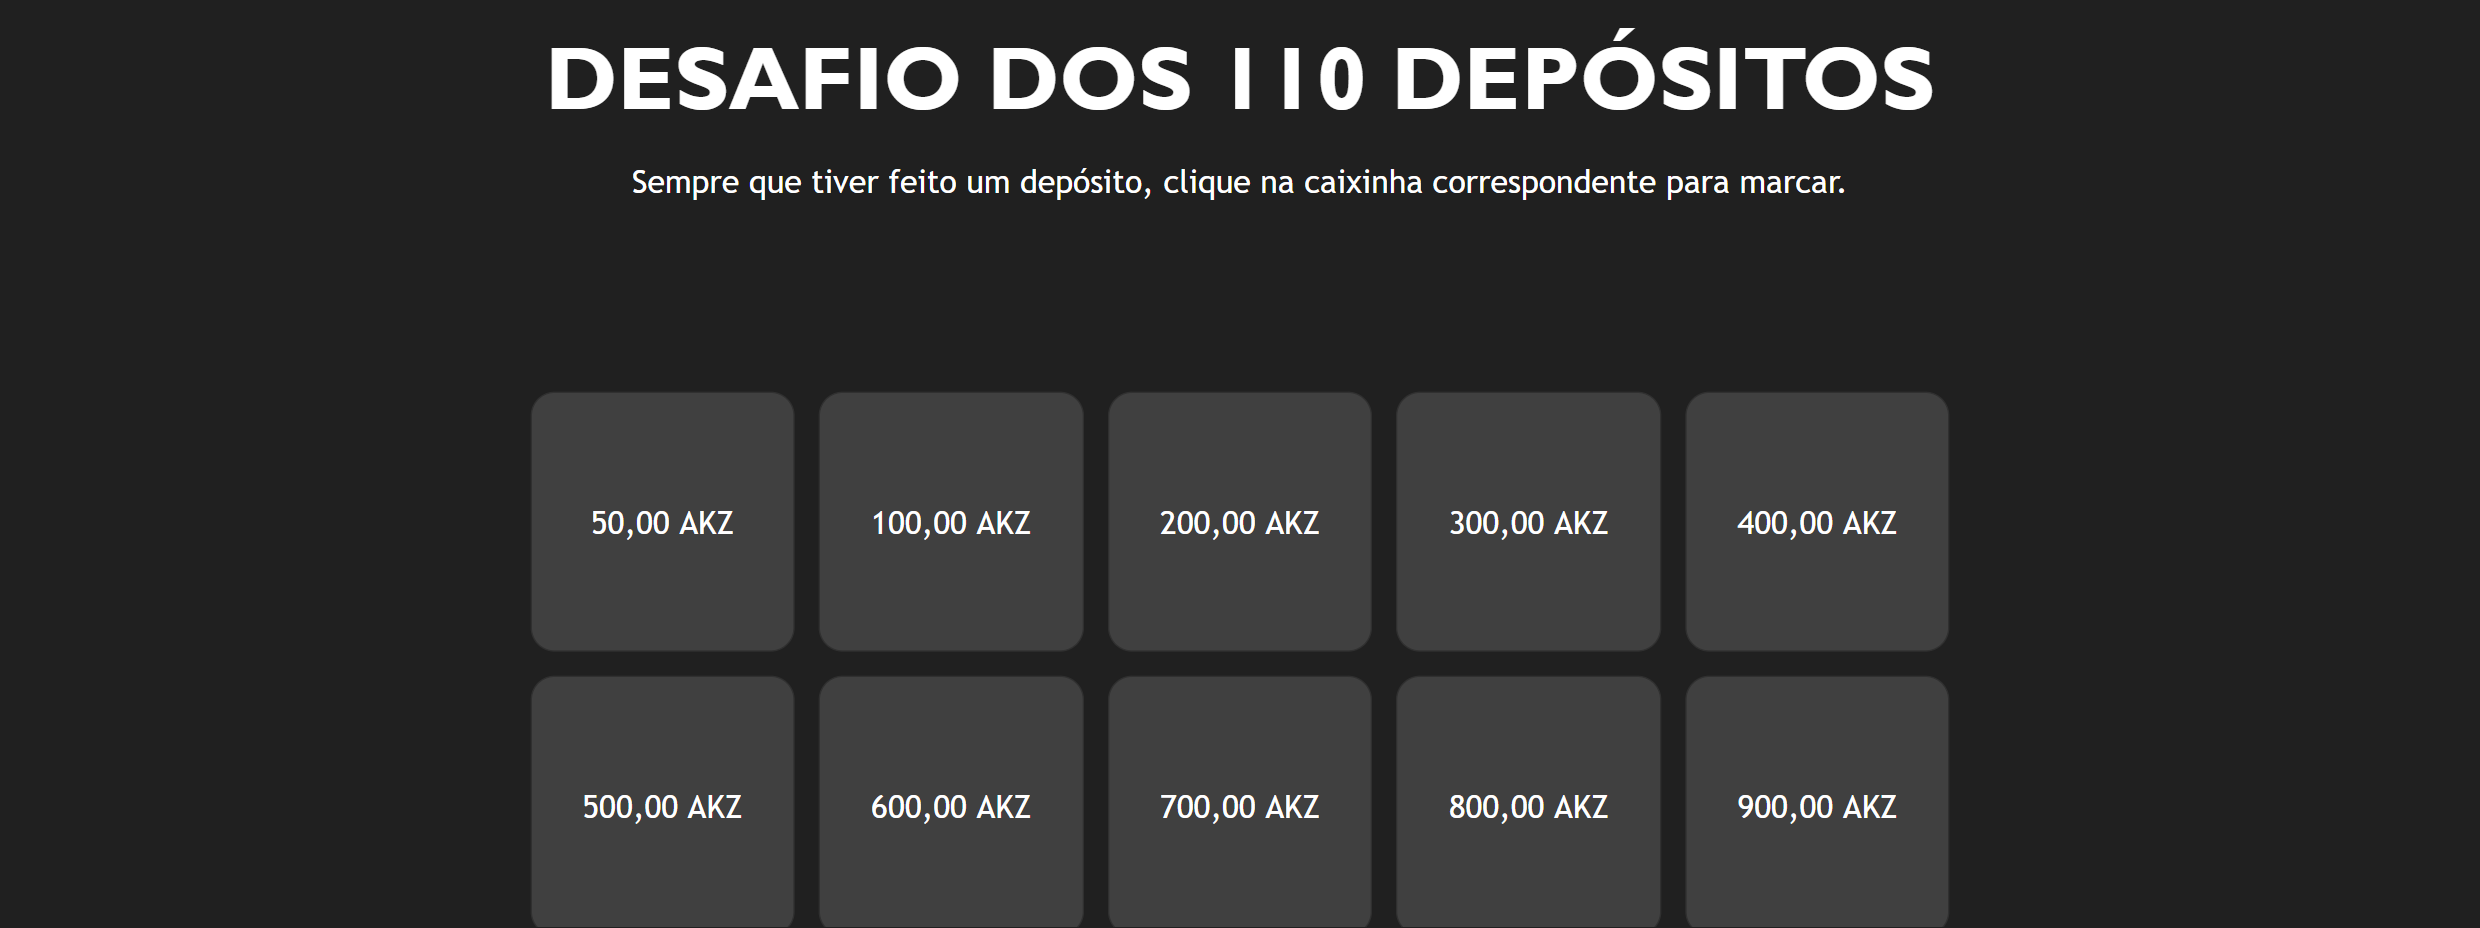 DESAFIO DOS 110 DEPÓSITOS
Sempre que tiver feito um depósito, clique na caixinha correspondente para marcar.
50,00 AKZ
100,00 AKZ
200,00 AKZ
300,00 AKZ
400,00 AKZ
500,00 AKZ
600,00 AKZ
700,00 AKZ
800,00 AKZ
900,00 AKZ